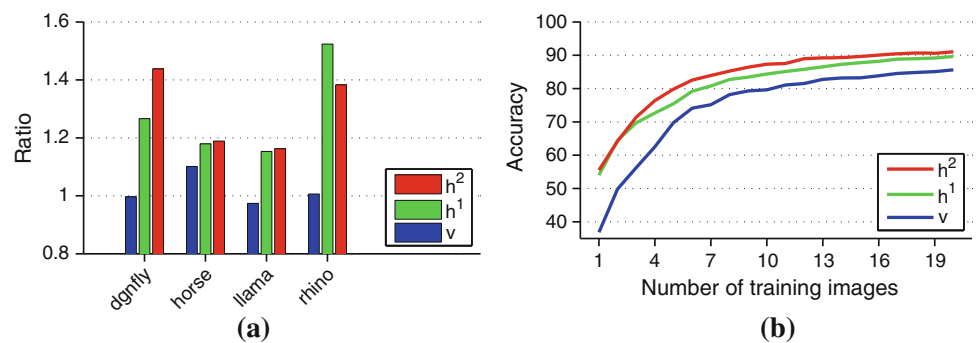 1.6
1.4
1.2
1
0.8
Ratio
dgnfly
horse
llama
rhino
h²
h¹
v
(a)
100
90
80
70
60
50
40
Accuracy
1 4 7 10 13 16 19
Number of training images
h²
h¹
v
(b)